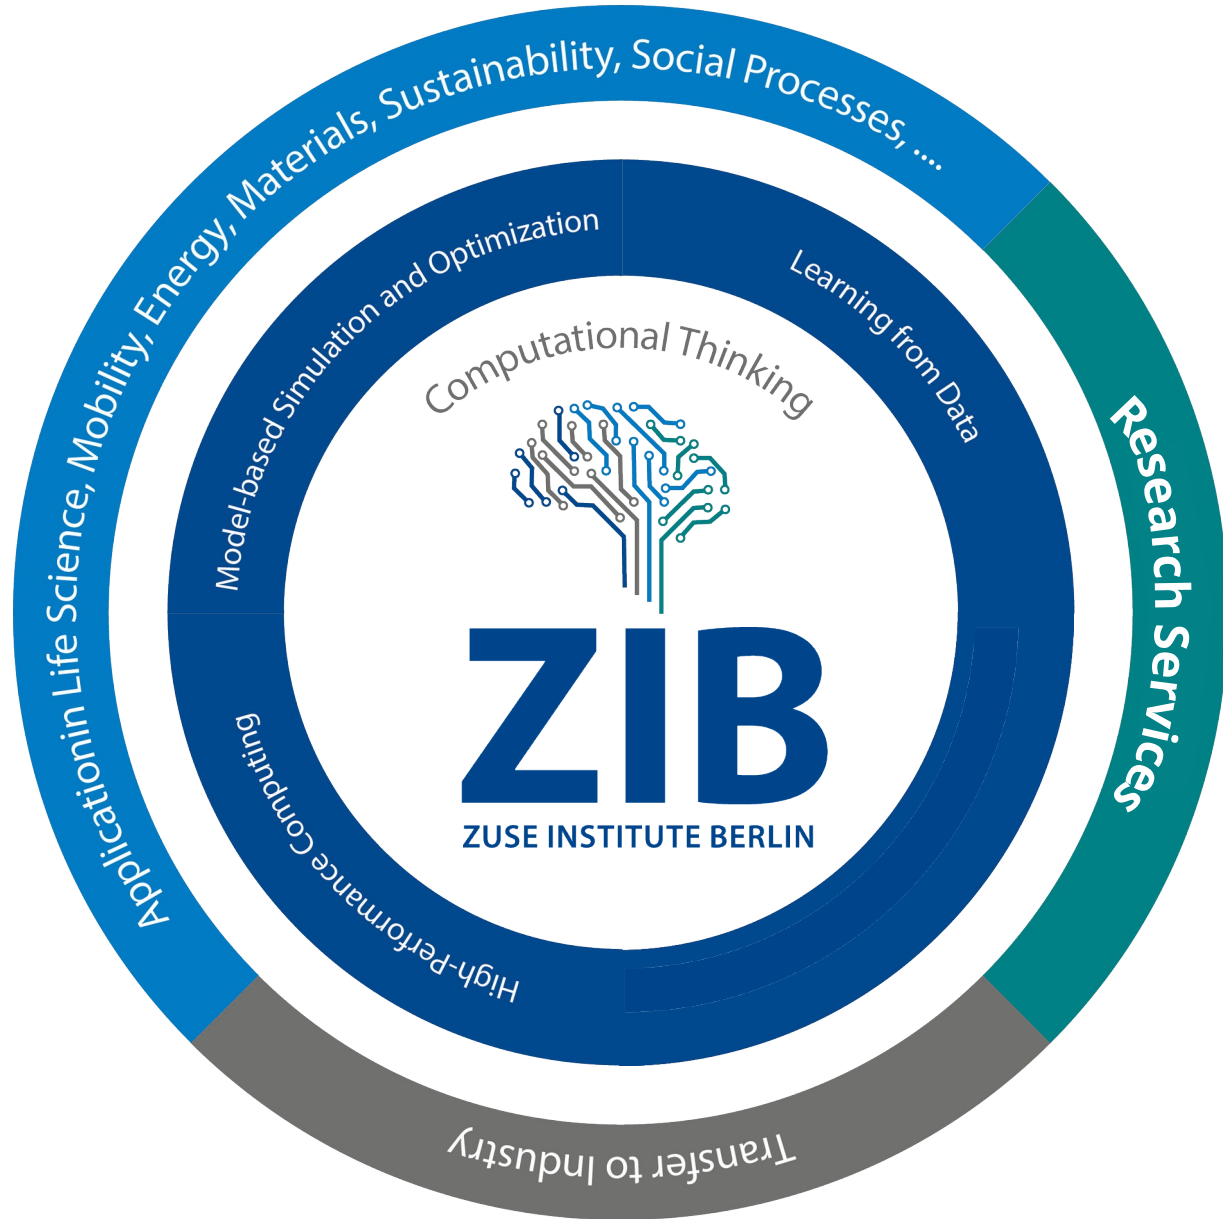 Applicationin Life Science, Mobility, Energy, Materials, Sustainability, Social Processes, ....
Research Services
Transfer to Industry
Model-based Simulation and Optimization
Learning from Data
High-Performance Computing
Computational Thinking
ZIB
ZUSE INSTITUTE BERLIN